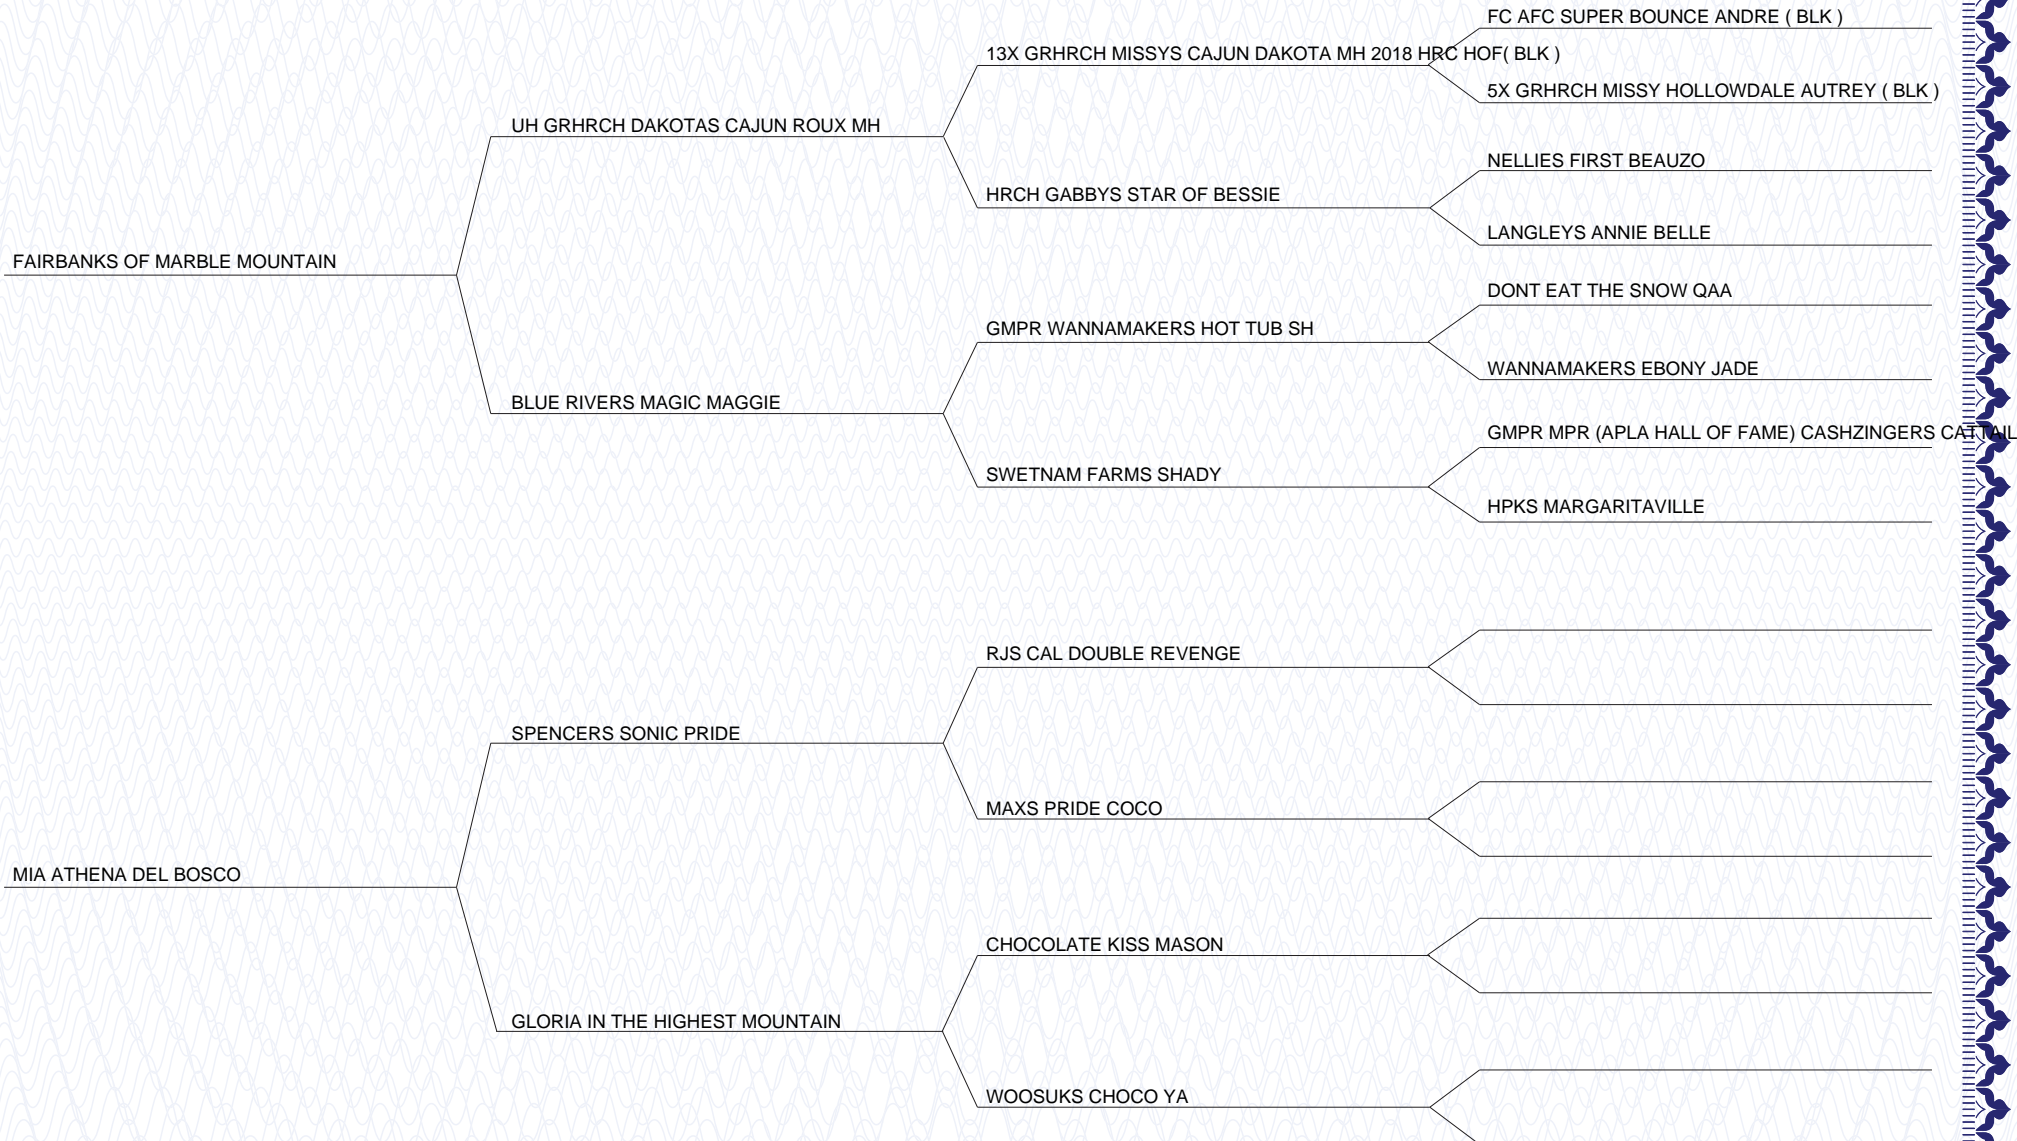 FC AFC SUPER BOUNCE ANDRE ( BLK )
13X GRHRCH MISSYS CAJUN DAKOTA MH 2018 HRC HOF( BLK )
5X GRHRCH MISSY HOLLOWDALE AUTREY ( BLK )
UH GRHRCH DAKOTAS CAJUN ROUX MH
NELLIES FIRST BEAUZO
HRCH GABBYS STAR OF BESSIE
LANGLEYS ANNIE BELLE
FAIRBANKS OF MARBLE MOUNTAIN
DONT EAT THE SNOW QAA
GMPR WANNAMAKERS HOT TUB SH
WANNAMAKERS EBONY JADE
BLUE RIVERS MAGIC MAGGIE
GMPR MPR (APLA HALL OF FAME) CASHZINGERS CATTAIL
SWETNAM FARMS SHADY
HPKS MARGARITAVILLE
RJS CAL DOUBLE REVENGE
SPENCERS SONIC PRIDE
MAXS PRIDE COCO
MIA ATHENA DEL BOSCO
CHOCOLATE KISS MASON
GLORIA IN THE HIGHEST MOUNTAIN
WOOSUKS CHOCO YA